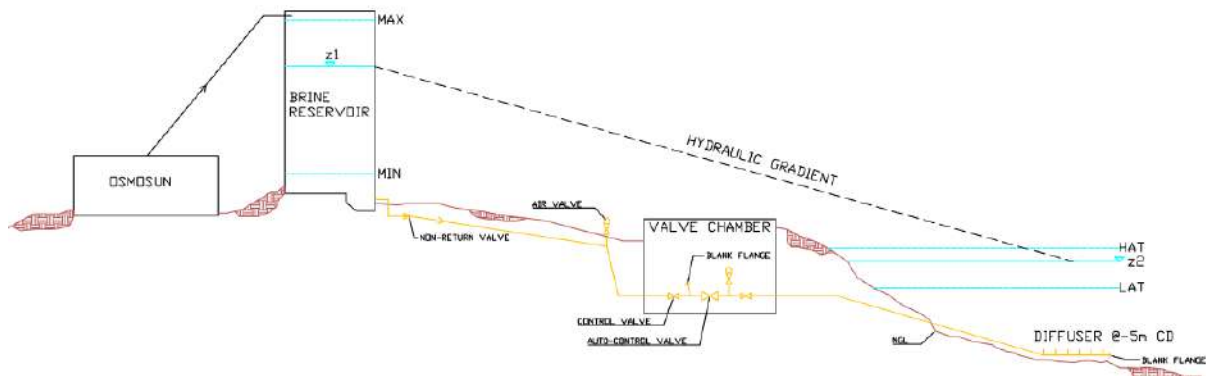 MAX
z1
BRINE
RESERVOIR
HYDRAULIC GRADIENT
OSMOSUN
MIN
AIR VALVE
NON-RETURN VALVE
VALVE CHAMBER
BLANK FLANGE
HAT
z2
LAT
CONTROL VALVE
AUTO-CONTROL VALVE
NGL
DIFFUSER @-5m CD
BLANK FLANGE